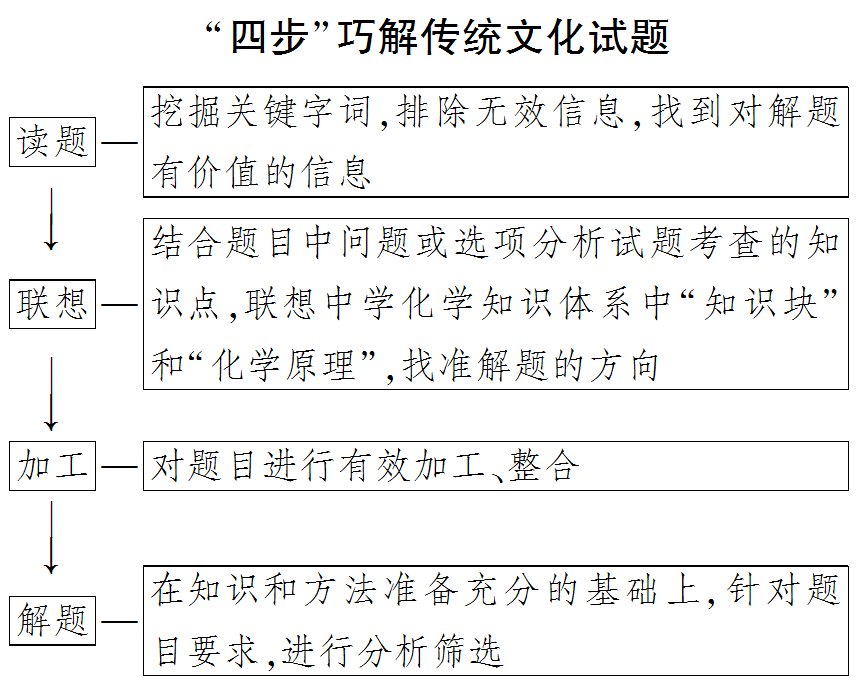 “四步”巧解传统文化试题
读题
挖掘关键字词,排除无效信息,找到对解题
有价值的信息
联想
结合题目中问题或选项分析试题考查的知
识点,联想中学化学知识体系中“知识块”
和“化学原理”,找准解题的方向
加工
对题目进行有效加工、整合
解题
在知识和方法准备充分的基础上,针对题
目要求,进行分析筛选